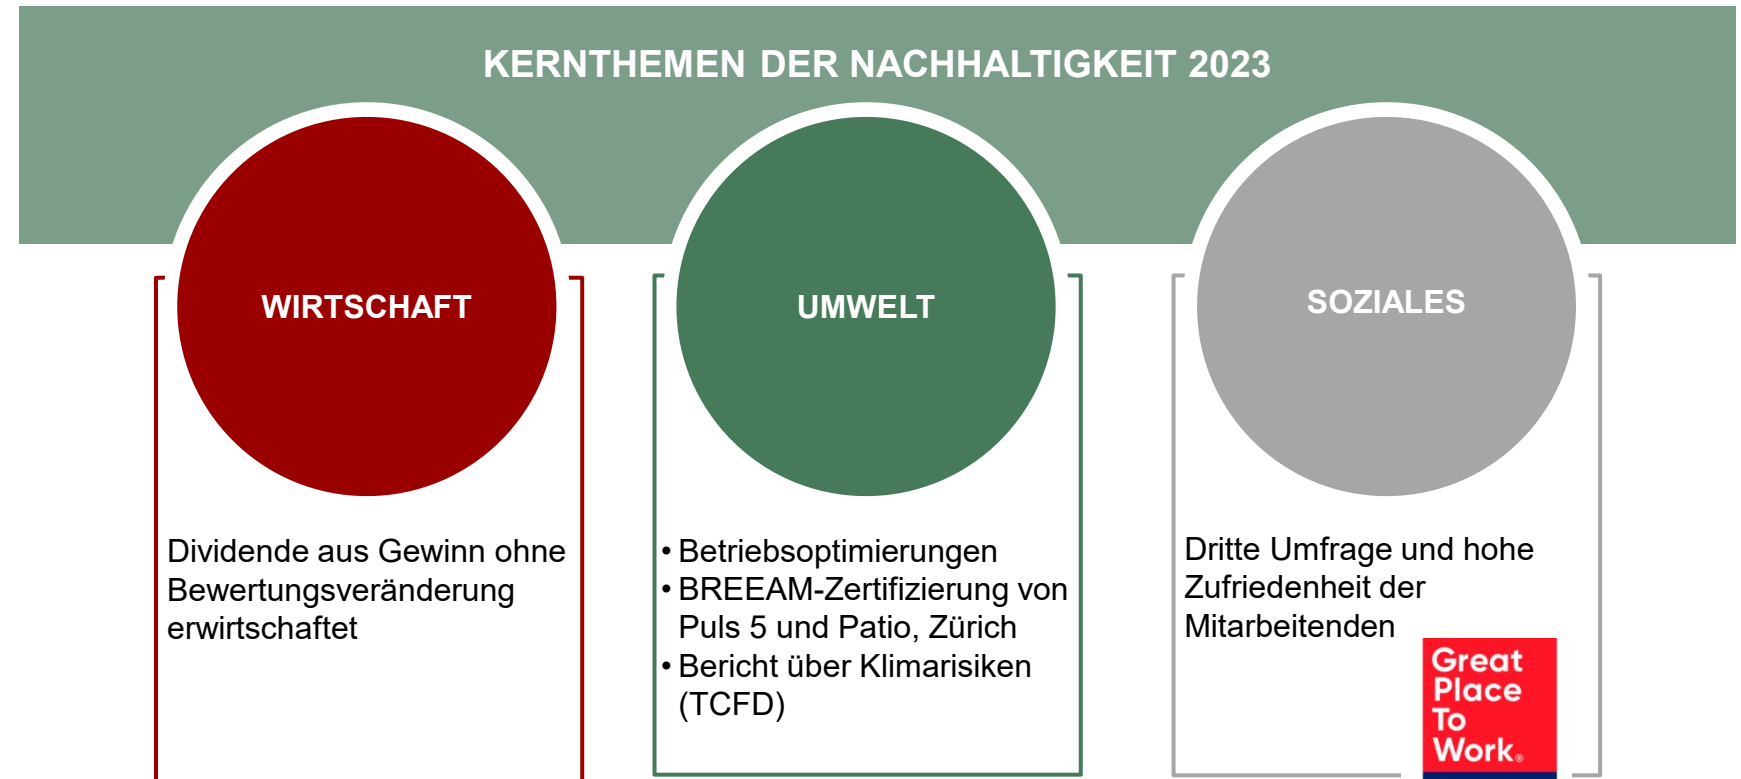 KERNTHEMEN DER NACHHALTIGKEIT 2023
WIRTSCHAFT
Dividende aus Gewinn ohne
Bewertungsveränderung
erwirtschaftet
UMWELT
• Betriebsoptimierungen
• BREEAM-Zertifizierung von
Puls 5 und Patio, Zürich
• Bericht über Klimarisiken
(TCFD)
SOZIALES
Dritte Umfrage und hohe
Zufriedenheit der
Mitarbeitenden
Great
Place
To
Work®